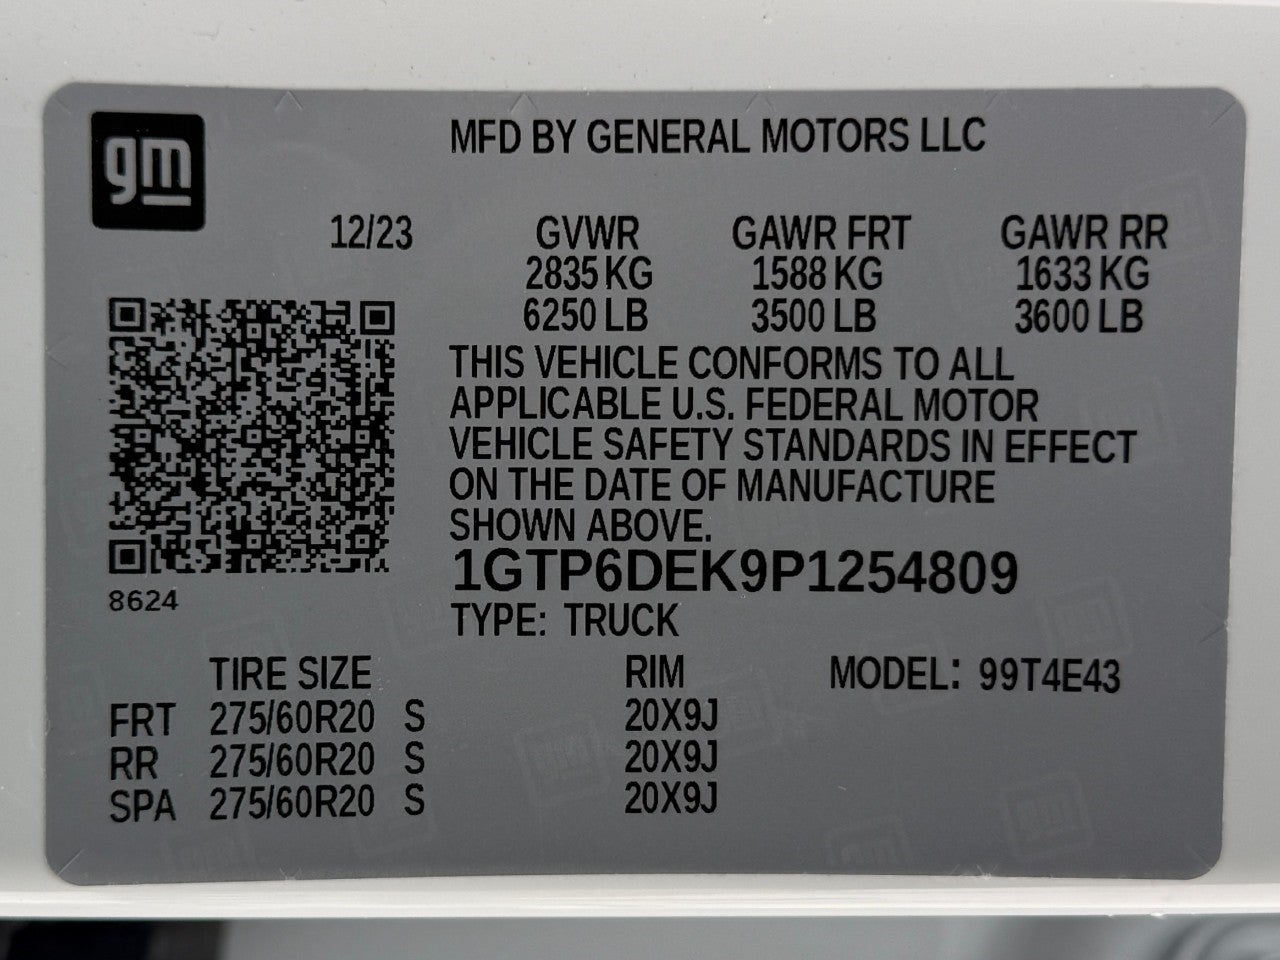 gm
MFD BY GENERAL MOTORS LLC
12/23 GVWR GAWR FRT GAWR RR
2835 KG 1588 KG 1633 KG
6250 LB 3500 LB 3600 LB
THIS VEHICLE CONFORMS TO ALL
APPLICABLE U.S. FEDERAL MOTOR
VEHICLE SAFETY STANDARDS IN EFFECT
ON THE DATE OF MANUFACTURE
SHOWN ABOVE.
1GTP6DEK9P1254809
8624
TYPE: TRUCK
TIRE SIZE RIM MODEL: 99T4E43
FRT 275/60R20 S 20X9J
RR 275/60R20 S 20X9J
SPA 275/60R20 S 20X9J